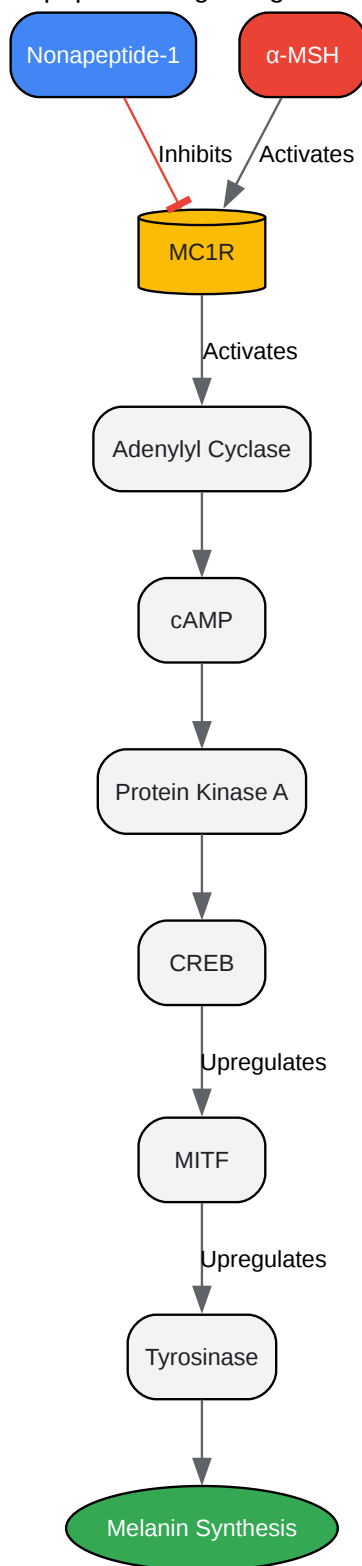 Nonapeptide-1
α-MSH
Inhibits
Activates
MC1R
Activates
Adenylyl Cyclase
cAMP
Protein Kinase A
CREB
Upregulates
MITF
Upregulates
Tyrosinase
Melanin Synthesis